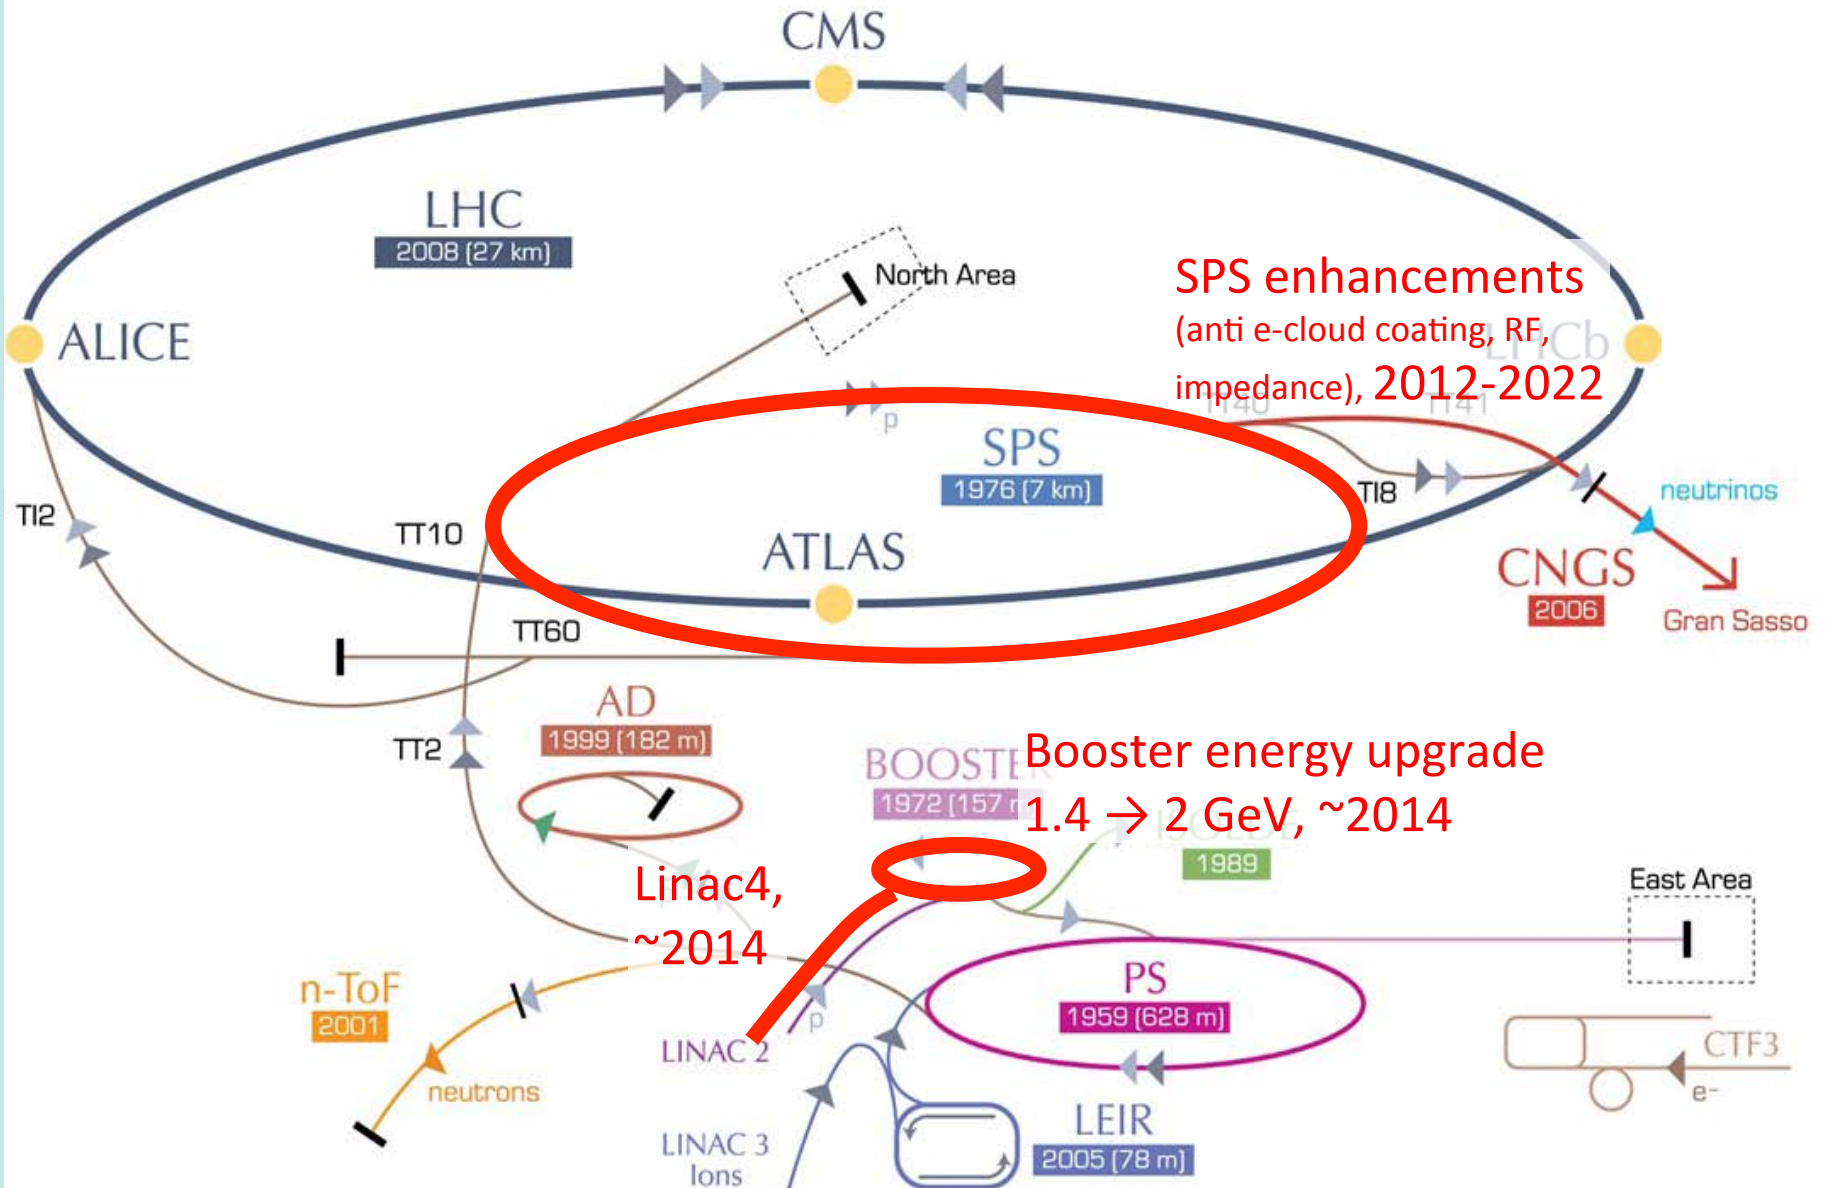 CMS
LHC
2008 (27 km)
North Area
SPS enhancements
(anti e-cloud coating, RF,
impedance), 2012-2022
ALICE
LHCb
TT40
TT41
p
SPS
1976 (7 km)
TI2
TT10
TI8
neutrinos
ATLAS
CNGS
2006
Gran Sasso
TT60
AD
1999 (182 m)
TT2
BOOSTER
1972 (157 m
Booster energy upgrade
1.4 → 2 GeV, ~2014
1989
Linac4,
~2014
East Area
n-ToF
2001
neutrons
LINAC 2
p
PS
1959 (628 m)
CTF3
e-
LINAC 3
Ions
LEIR
2005 (78 m)